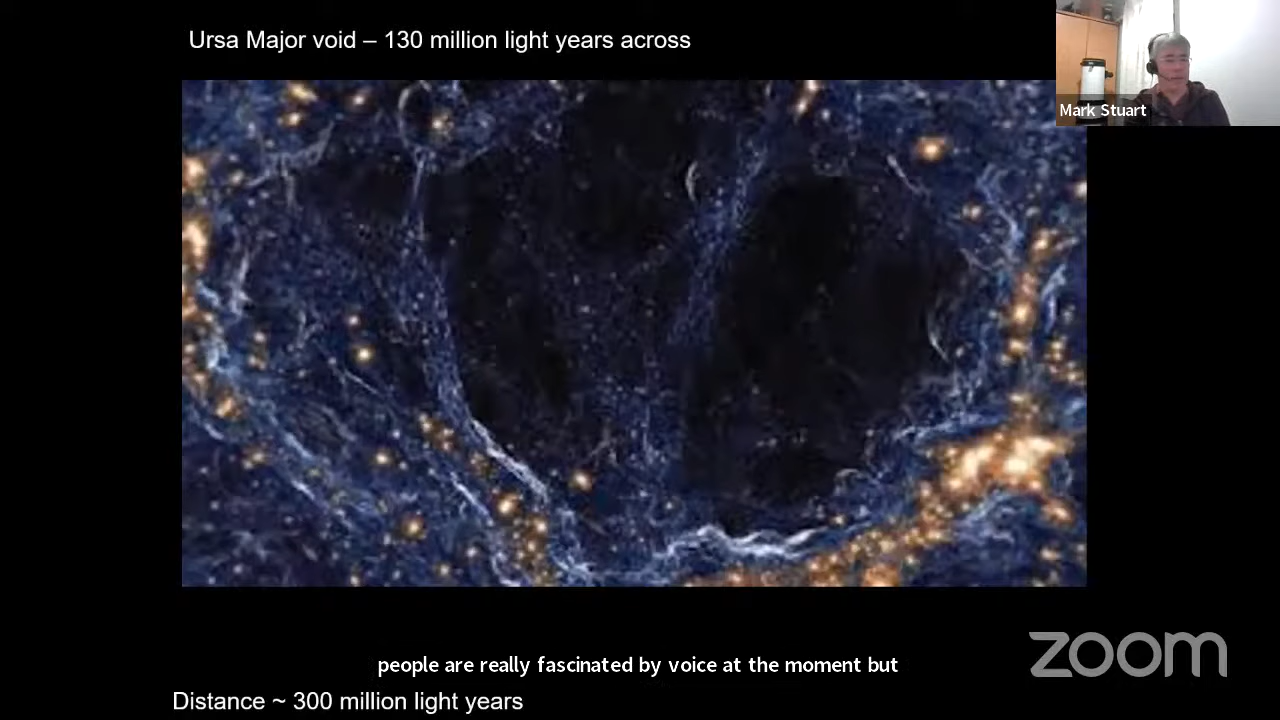 Ursa Major void – 130 million light years across
Mark Stuart
people are really fascinated by voice at the moment but
zoom
Distance ~ 300 million light years